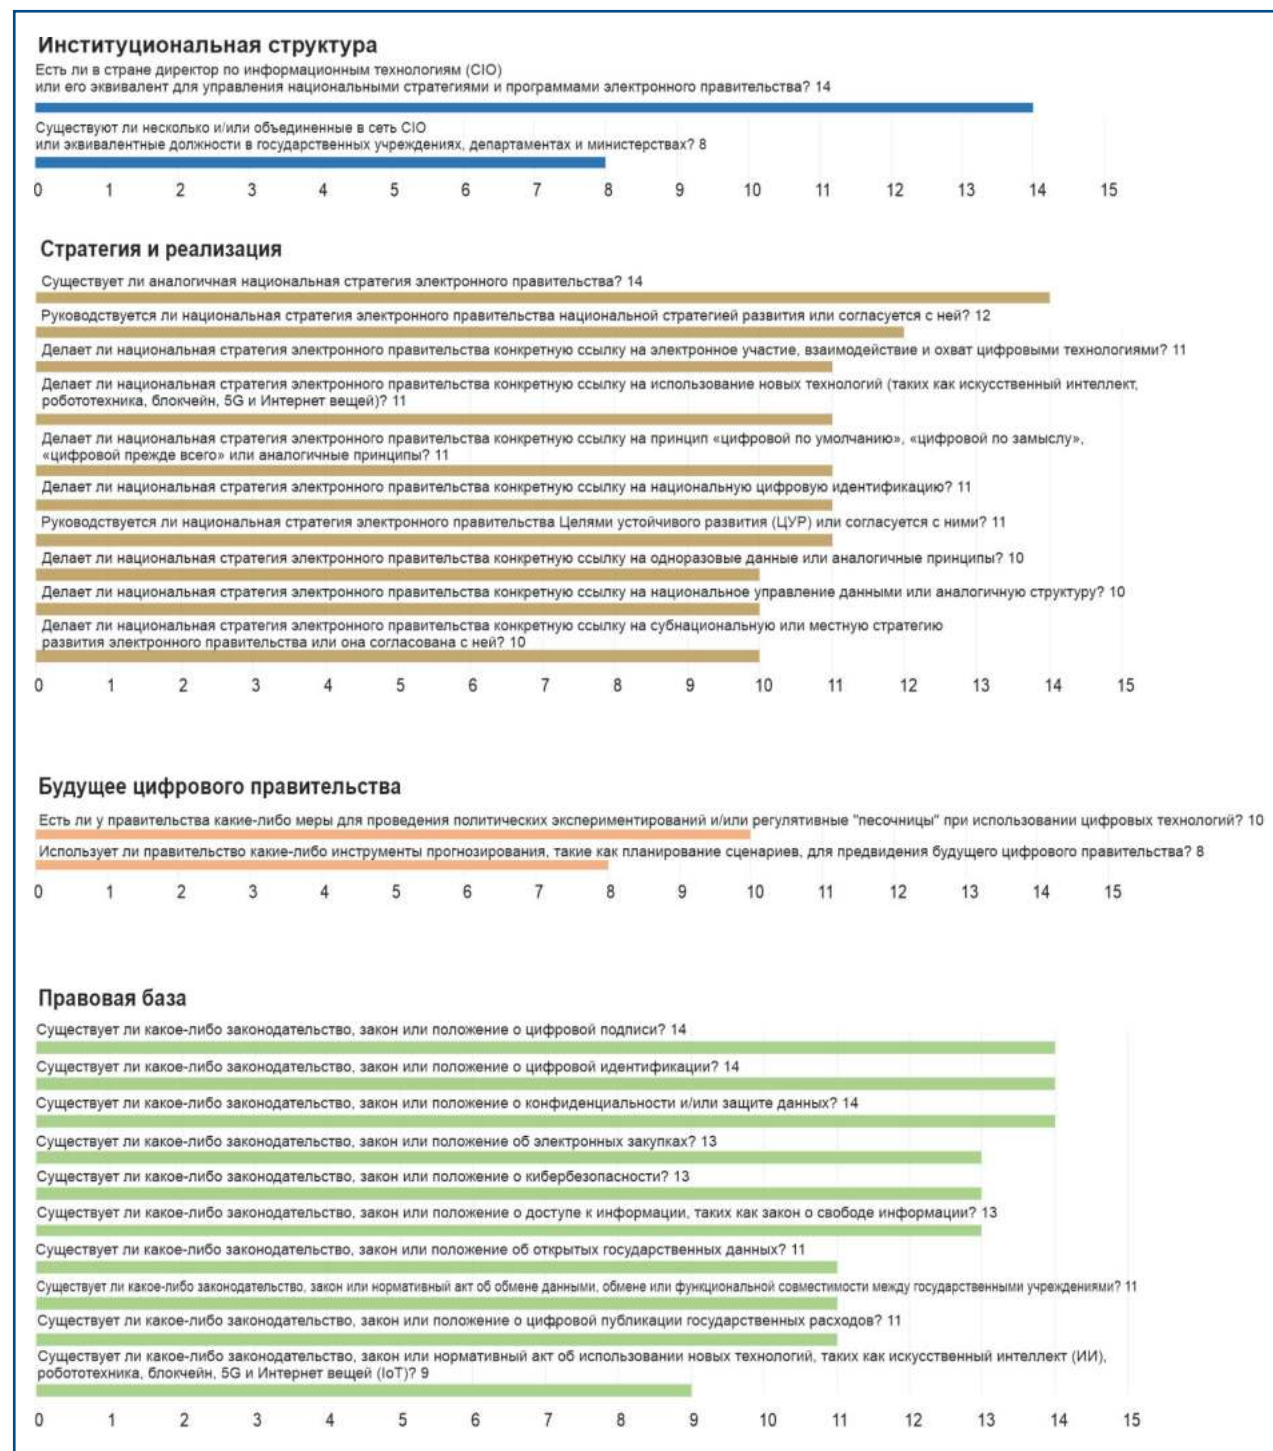 Институциональная структура
Есть ли в стране директор по информационным технологиям (CIO)
или его эквивалент для управления национальными стратегиями и программами электронного правительства? 14
Существуют ли несколько и/или объединенные в сеть CIO
или эквивалентные должности в государственных учреждениях, департаментах и министерствах? 8
0 1 2 3 4 5 6 7 8 9 10 11 12 13 14 15
Стратегия и реализация
Существует ли аналогичная национальная стратегия электронного правительства? 14
Руководствуется ли национальная стратегия электронного правительства национальной стратегией развития или согласуется с ней? 12
Делает ли национальная стратегия электронного правительства конкретную ссылку на электронное участие, взаимодействие и охват цифровыми технологиями? 11
Делает ли национальная стратегия электронного правительства конкретную ссылку на использование новых технологий (таких как искусственный интеллект,
робототехника, блокчейн, 5G и Интернет вещей)? 11
Делает ли национальная стратегия электронного правительства конкретную ссылку на принцип «цифровой по умолчанию», «цифровой по замыслу»,
«цифровой прежде всего» или аналогичные принципы? 11
Делает ли национальная стратегия электронного правительства конкретную ссылку на национальную цифровую идентификацию? 11
Руководствуется ли национальная стратегия электронного правительства Целями устойчивого развития (ЦУР) или согласуется с ними? 11
Делает ли национальная стратегия электронного правительства конкретную ссылку на одноразовые данные или аналогичные принципы? 10
Делает ли национальная стратегия электронного правительства конкретную ссылку на национальное управление данными или аналогичную структуру? 10
Делает ли национальная стратегия электронного правительства конкретную ссылку на субнациональную или местную стратегию
развития электронного правительства или она согласована с ней? 10
0 1 2 3 4 5 6 7 8 9 10 11 12 13 14 15
Будущее цифрового правительства
Есть ли у правительства какие-либо меры для проведения политических экспериментирований и/или регулятивные "песочницы" при использовании цифровых технологий? 10
Использует ли правительство какие-либо инструменты прогнозирования, такие как планирование сценариев, для предвидения будущего цифрового правительства? 8
0 1 2 3 4 5 6 7 8 9 10 11 12 13 14 15
Правовая база
Существует ли какое-либо законодательство, закон или положение о цифровой подписи? 14
Существует ли какое-либо законодательство, закон или положение о цифровой идентификации? 14
Существует ли какое-либо законодательство, закон или положение о конфиденциальности и/или защите данных? 14
Существует ли какое-либо законодательство, закон или положение об электронных закупках? 13
Существует ли какое-либо законодательство, закон или положение о кибербезопасности? 13
Существует ли какое-либо законодательство, закон или положение о доступе к информации, таких как закон о свободе информации? 13
Существует ли какое-либо законодательство, закон или положение об открытых государственных данных? 11
Существует ли какое-либо законодательство, закон или нормативный акт об обмене данными, обмене или функциональной совместимости между государственными учреждениями? 11
Существует ли какое-либо законодательство, закон или положение о цифровой публикации государственных расходов? 11
Существует ли какое-либо законодательство, закон или нормативный акт об использовании новых технологий, таких как искусственный интеллект (ИИ),
робототехника, блокчейн, 5G и Интернет вещей (IoT)? 9
0 1 2 3 4 5 6 7 8 9 10 11 12 13 14 15